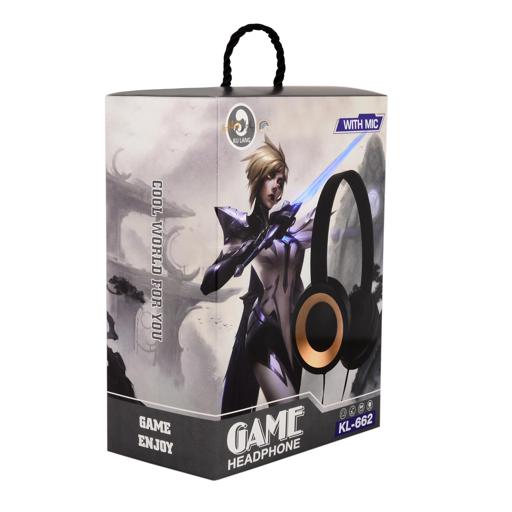 KU LANG
WITH MIC
COOL WORLD FOR YOU
GAME
ENJOY
GAME
HEADPHONE
KL-662